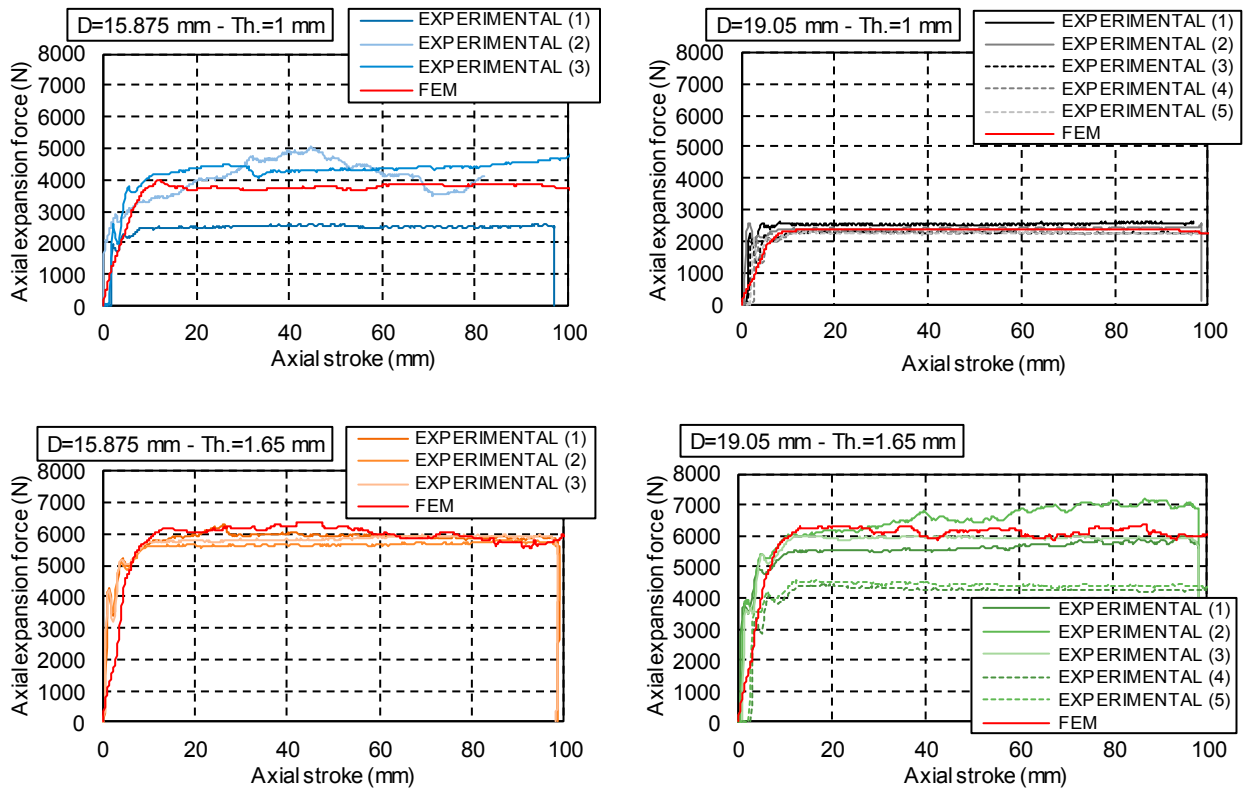 D=15.875 mm - Th.=1 mm
EXPERIMENTAL (1)
EXPERIMENTAL (2)
EXPERIMENTAL (3)
FEM
Axial expansion force (N)
8000
7000
6000
5000
4000
3000
2000
1000
0
0 20 40 60 80 100
Axial stroke (mm)
D=19.05 mm - Th.=1 mm
EXPERIMENTAL (1)
EXPERIMENTAL (2)
EXPERIMENTAL (3)
EXPERIMENTAL (4)
EXPERIMENTAL (5)
FEM
Axial expansion force (N)
8000
7000
6000
5000
4000
3000
2000
1000
0
0 20 40 60 80 100
Axial stroke (mm)
D=15.875 mm - Th.=1.65 mm
EXPERIMENTAL (1)
EXPERIMENTAL (2)
EXPERIMENTAL (3)
FEM
Axial expansion force (N)
8000
7000
6000
5000
4000
3000
2000
1000
0
0 20 40 60 80 100
Axial stroke (mm)
D=19.05 mm - Th.=1.65 mm
Axial expansion force (N)
8000
7000
6000
5000
4000
3000
2000
1000
0
EXPERIMENTAL (1)
EXPERIMENTAL (2)
EXPERIMENTAL (3)
EXPERIMENTAL (4)
EXPERIMENTAL (5)
FEM
0 20 40 60 80 100
Axial stroke (mm)